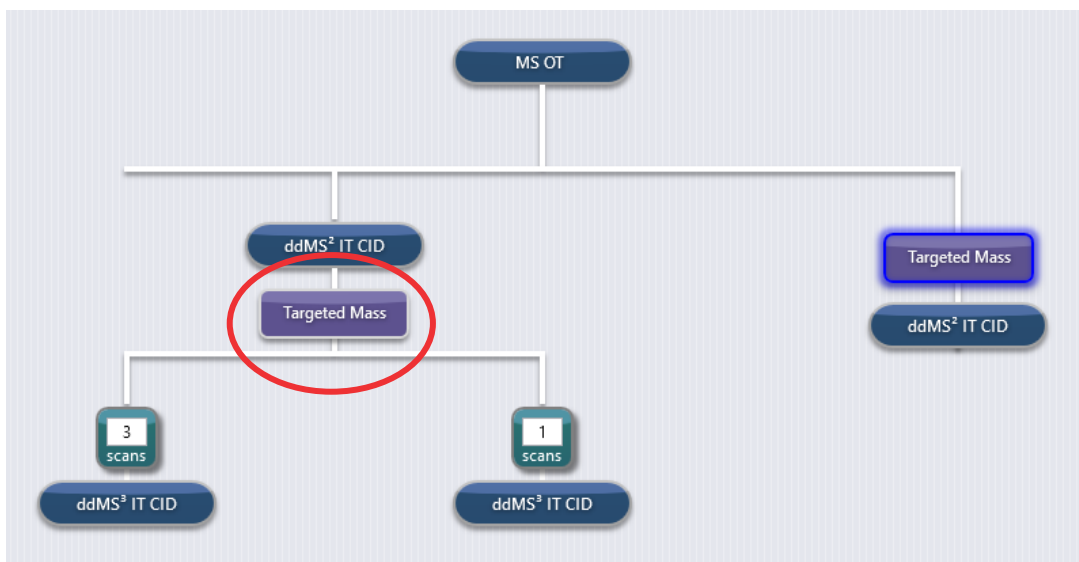 MS OT
ddMS² IT CID
Targeted Mass
Targeted Mass
ddMS² IT CID
3
scans
1
scans
ddMS³ IT CID
ddMS³ IT CID